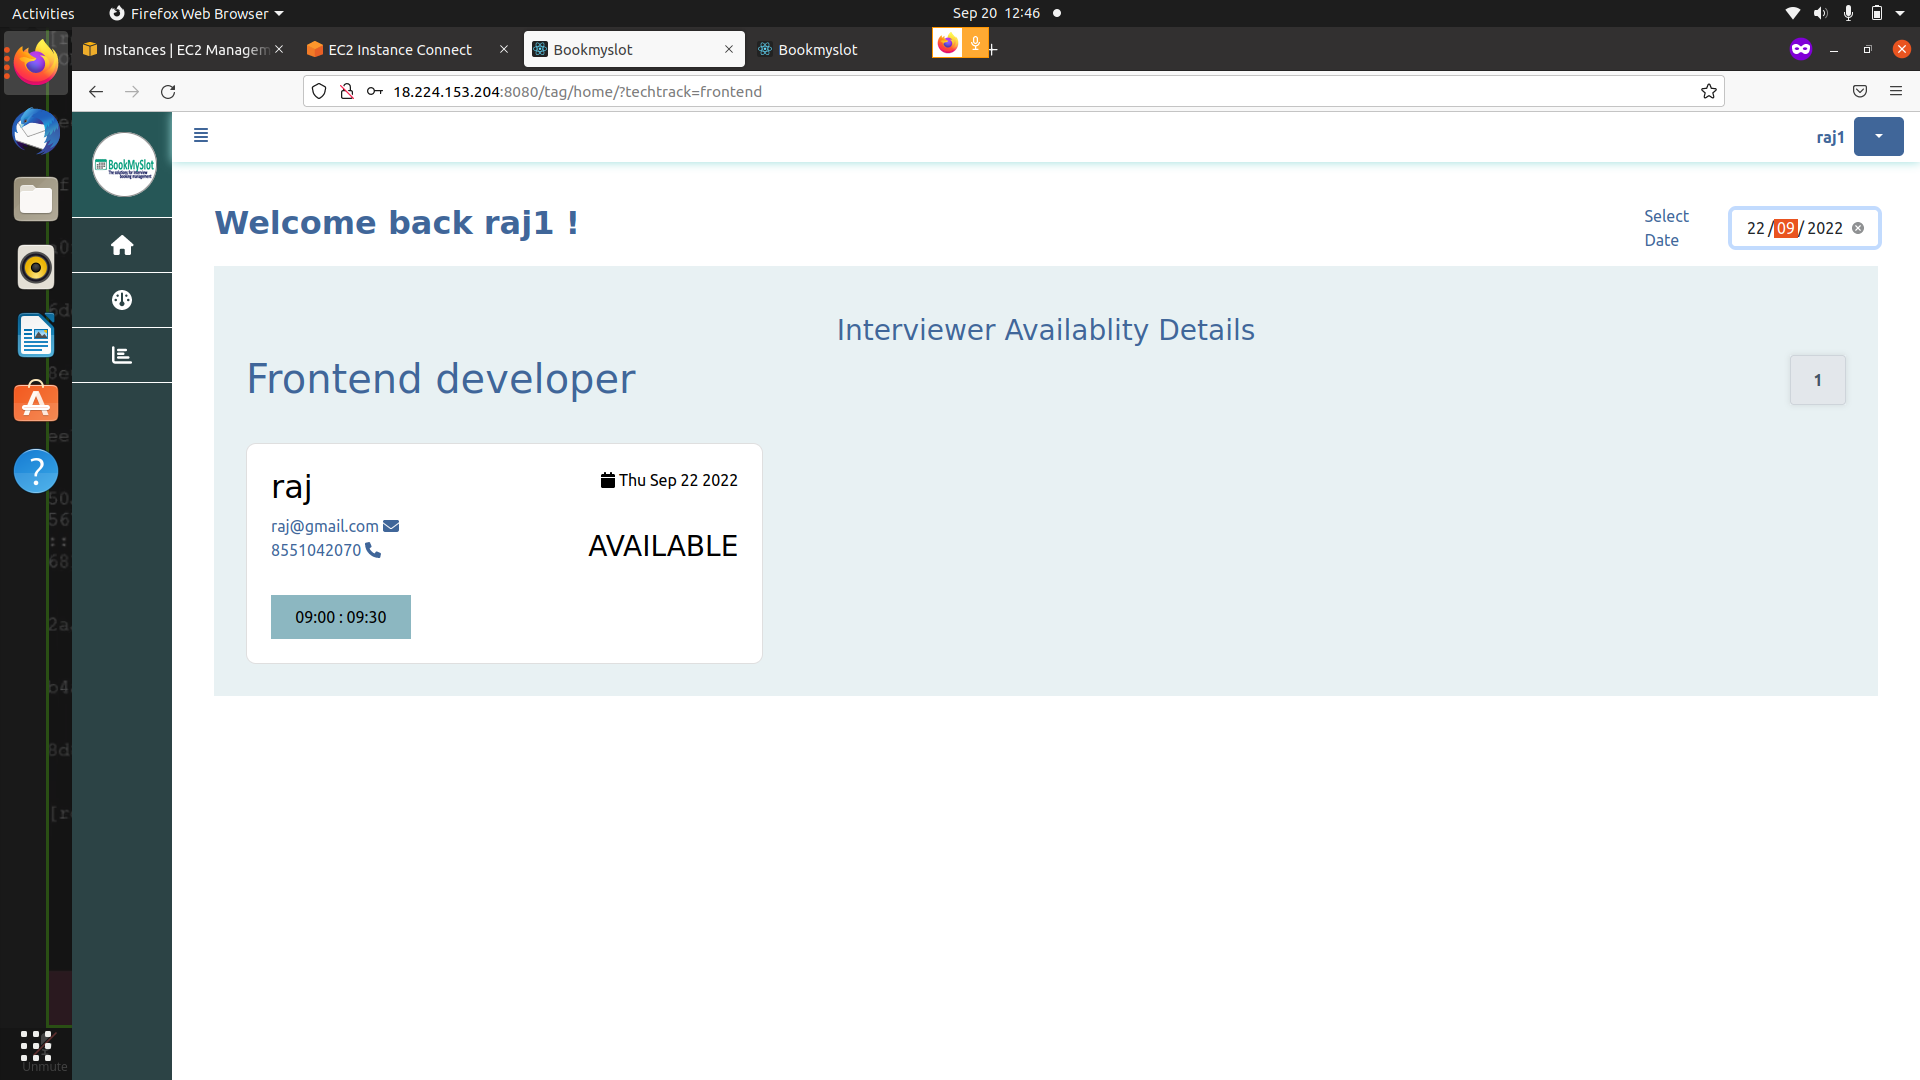 Activities
Firefox Web Browser
Sep 20 12:46
Instances | EC2 Managem
EC2 Instance Connect
Bookmyslot
Bookmyslot
18.224.153.204:8080/tag/home/?techtrack=frontend
BookMySlot
raj1
Welcome back raj1 !
Select
Date
22 / 09 / 2022
Interviewer Availablity Details
Frontend developer
1
raj
Thu Sep 22 2022
raj@gmail.com
8551042070
AVAILABLE
09:00 : 09:30
Unmute